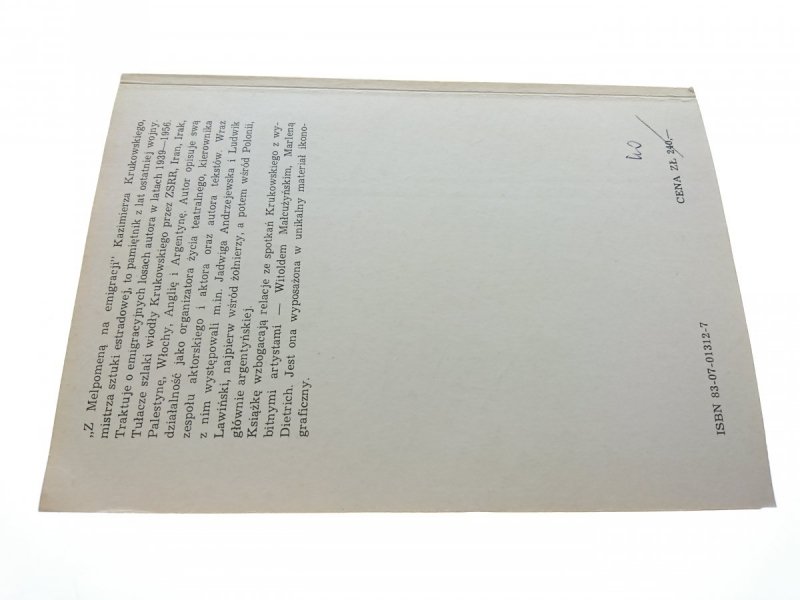 „Z Melpomeną na emigracji" Kazimierza Krukowskiego,
mistrza sztuki estradowej, to pamiętnik z lat ostatniej wojny.
Traktuje o emigracyjnych losach autora w latach 1939—1956.
Tułacze szlaki wiodły Krukowskiego przez ZSRR, Iran, Irak,
Palestynę, Włochy, Anglię i Argentynę. Autor opisuje swą
działalność jako organizatora życia teatralnego, kierownika
zespołu aktorskiego i aktora oraz autora tekstów. Wraz
z nim występowali m.in. Jadwiga Andrzejewska i Ludwik
Lawiński, najpierw wśród żołnierzy, a potem wśród Polonii,
głównie argentyńskiej.
Książkę wzbogacają relacje ze spotkań Krukowskiego z wy-
bitnymi artystami — Witoldem Małcużyńskim, Marleną
Dietrich. Jest ona wyposażona w unikalny materiał ikono-
graficzny.
CENA ZŁ 240,—
ISBN 83-07-01312-7